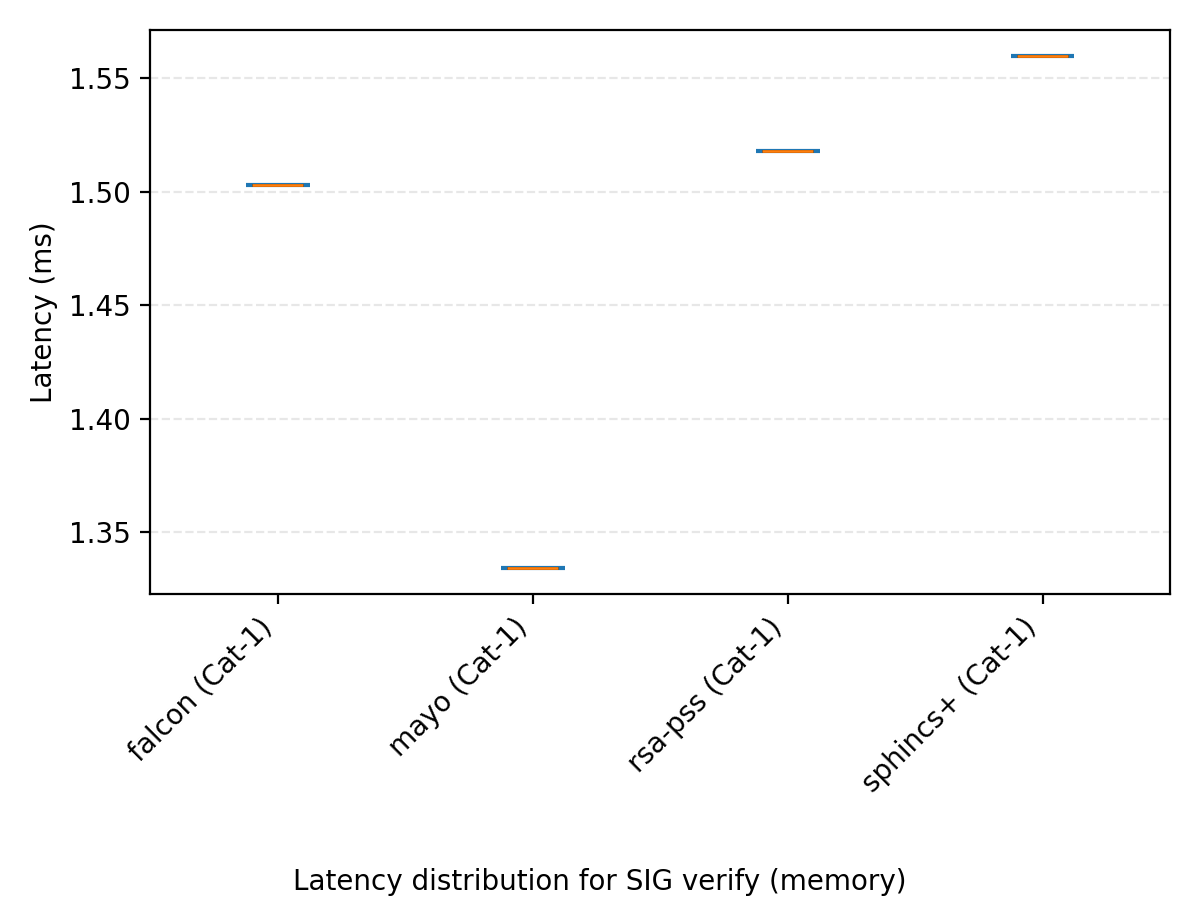 1.55
1.50
1.45
1.40
1.35
Latency (ms)
falcon (Cat-1)
mayo (Cat-1)
rsa-pss (Cat-1)
sphincs+ (Cat-1)
Latency distribution for SIG verify (memory)